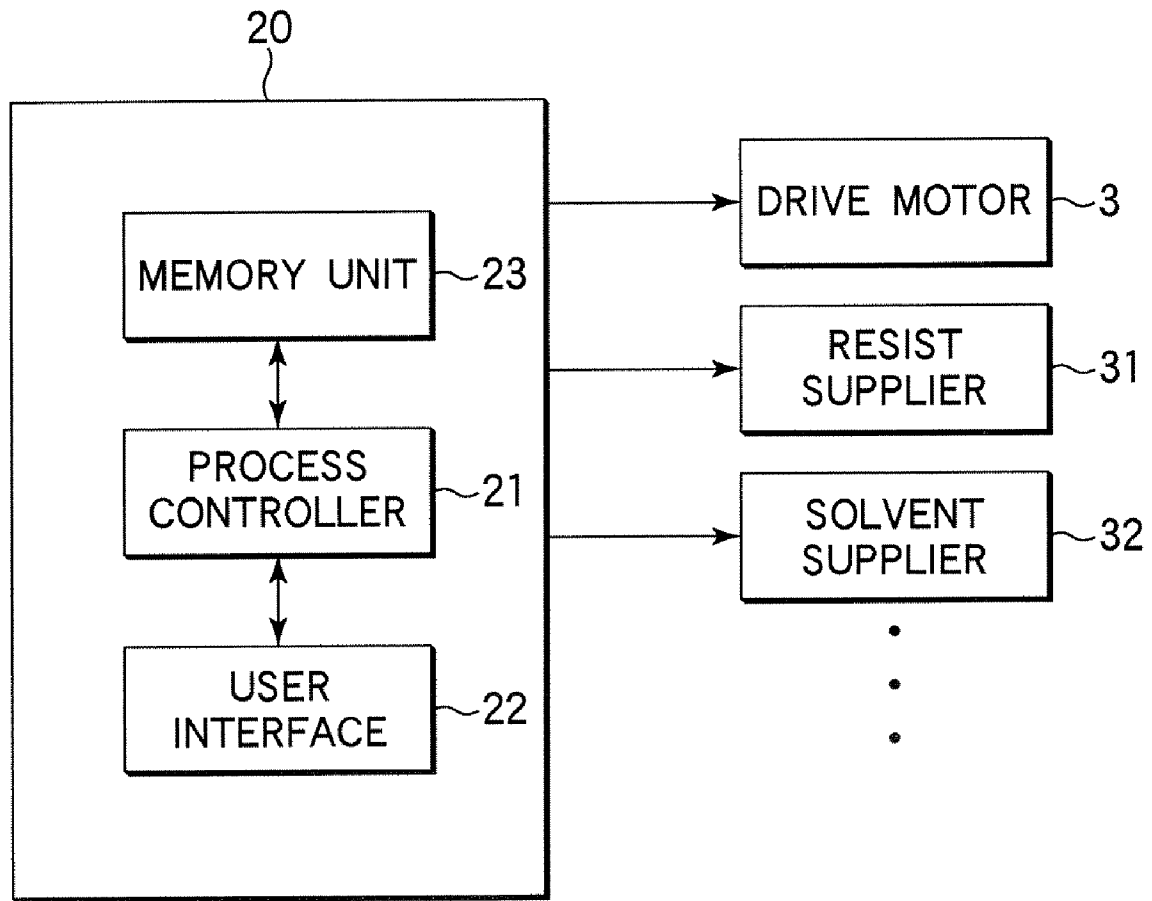 20
MEMORY UNIT
23
PROCESS
CONTROLLER
21
USER
INTERFACE
22
DRIVE MOTOR
3
RESIST
SUPPLIER
31
SOLVENT
SUPPLIER
32